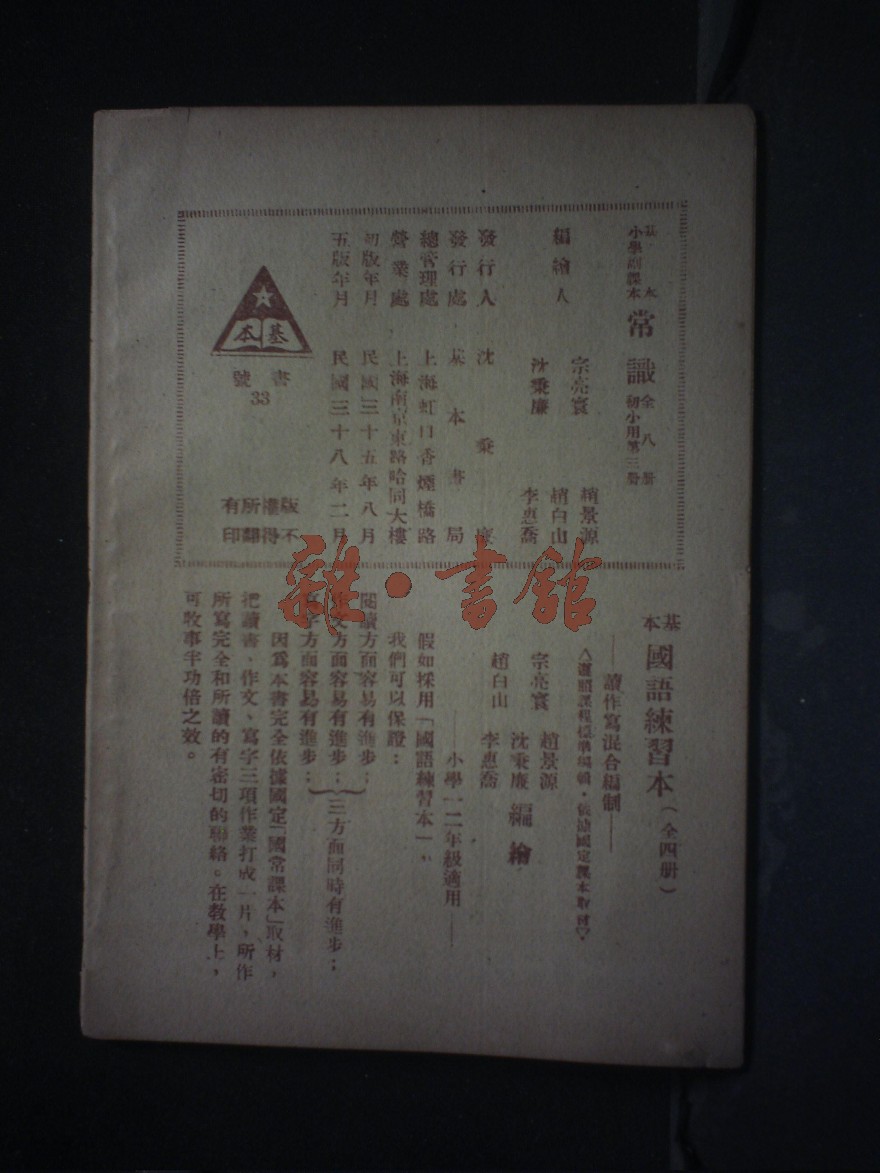 基本
小學副課本
常識
全八册
初小用第三册
編繪人
宗亮寰
沈秉廉
趙景源
趙白山
李惠喬
發行人 沈秉廉
發行處 基本書局
總管理處 上海虹口香煙橋路
營業處 上海南京東路哈同大樓
初版年月 民國三十五年八月
五版年月 民國三十八年二月
基本
書號
33
版權所有
不得翻印
基本 國語練習本（全四册）
——讀作寫混合編制——
遵照課程標準編輯・依據國定課本取材
宗亮寰 趙景源
沈秉廉
趙白山 李惠喬
編繪
——小學一二年級適用——
假如採用「國語練習本」，
我們可以保證：
閱讀方面容易有進步；
作文方面容易有進步；
寫字方面容易有進步；
三方面同時有進步；
因爲本書完全依據國定「國常課本」取材，
把讀書、作文、寫字三項作業打成一片，所作
所寫完全和所讀的有密切的聯絡。在教學上，
可收事半功倍之效。
雜・書館